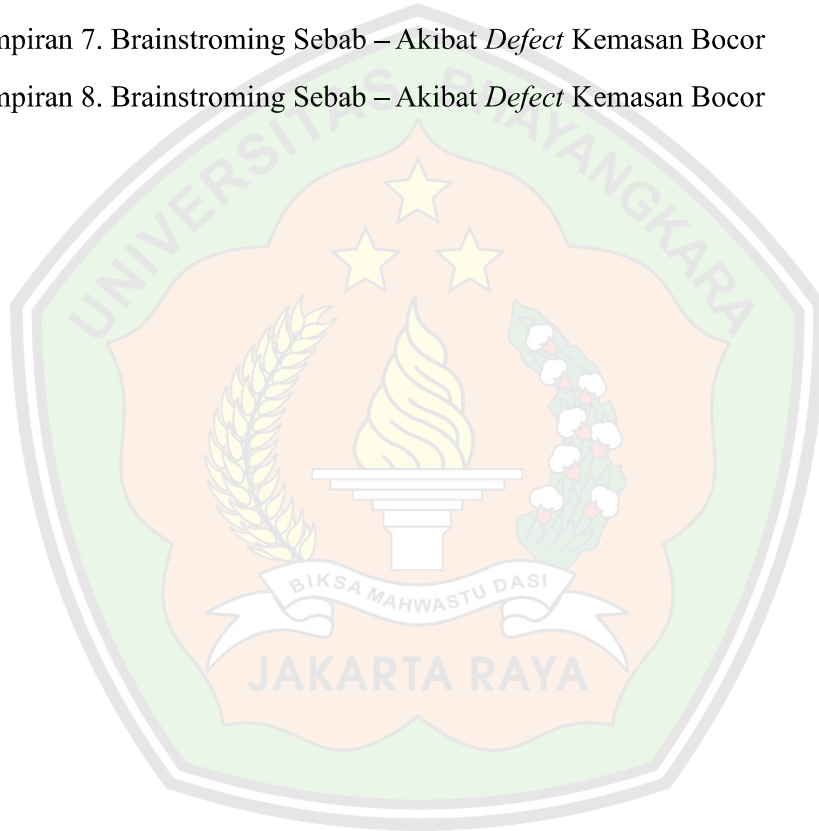 mpiran 7. Brainstroming Sebab – Akibat Defect Kemasan Bocor
mpiran 8. Brainstroming Sebab – Akibat Defect Kemasan Bocor
UNIVERSITAS BHAYANGKARA
BIKSA MAHWASTU DASI
JAKARTA RAYA